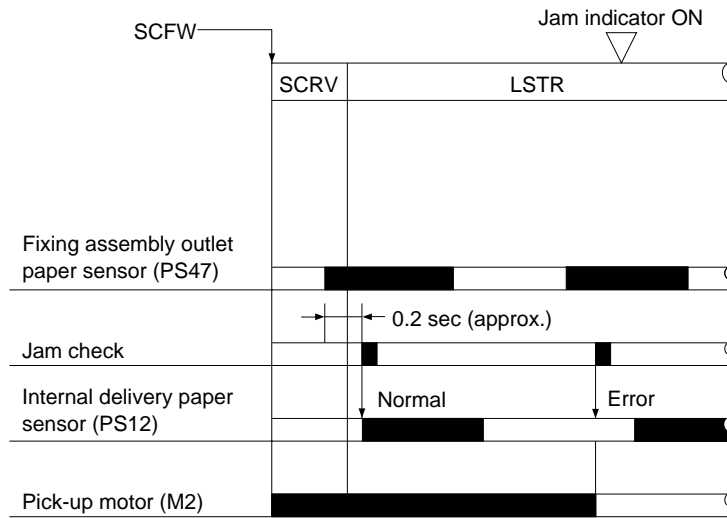 Jam indicator ON
SCFW
SCRV
LSTR
Fixing assembly outlet
paper sensor (PS47)
0.2 sec (approx.)
Jam check
Internal delivery paper
sensor (PS12)
Normal
Error
Pick-up motor (M2)